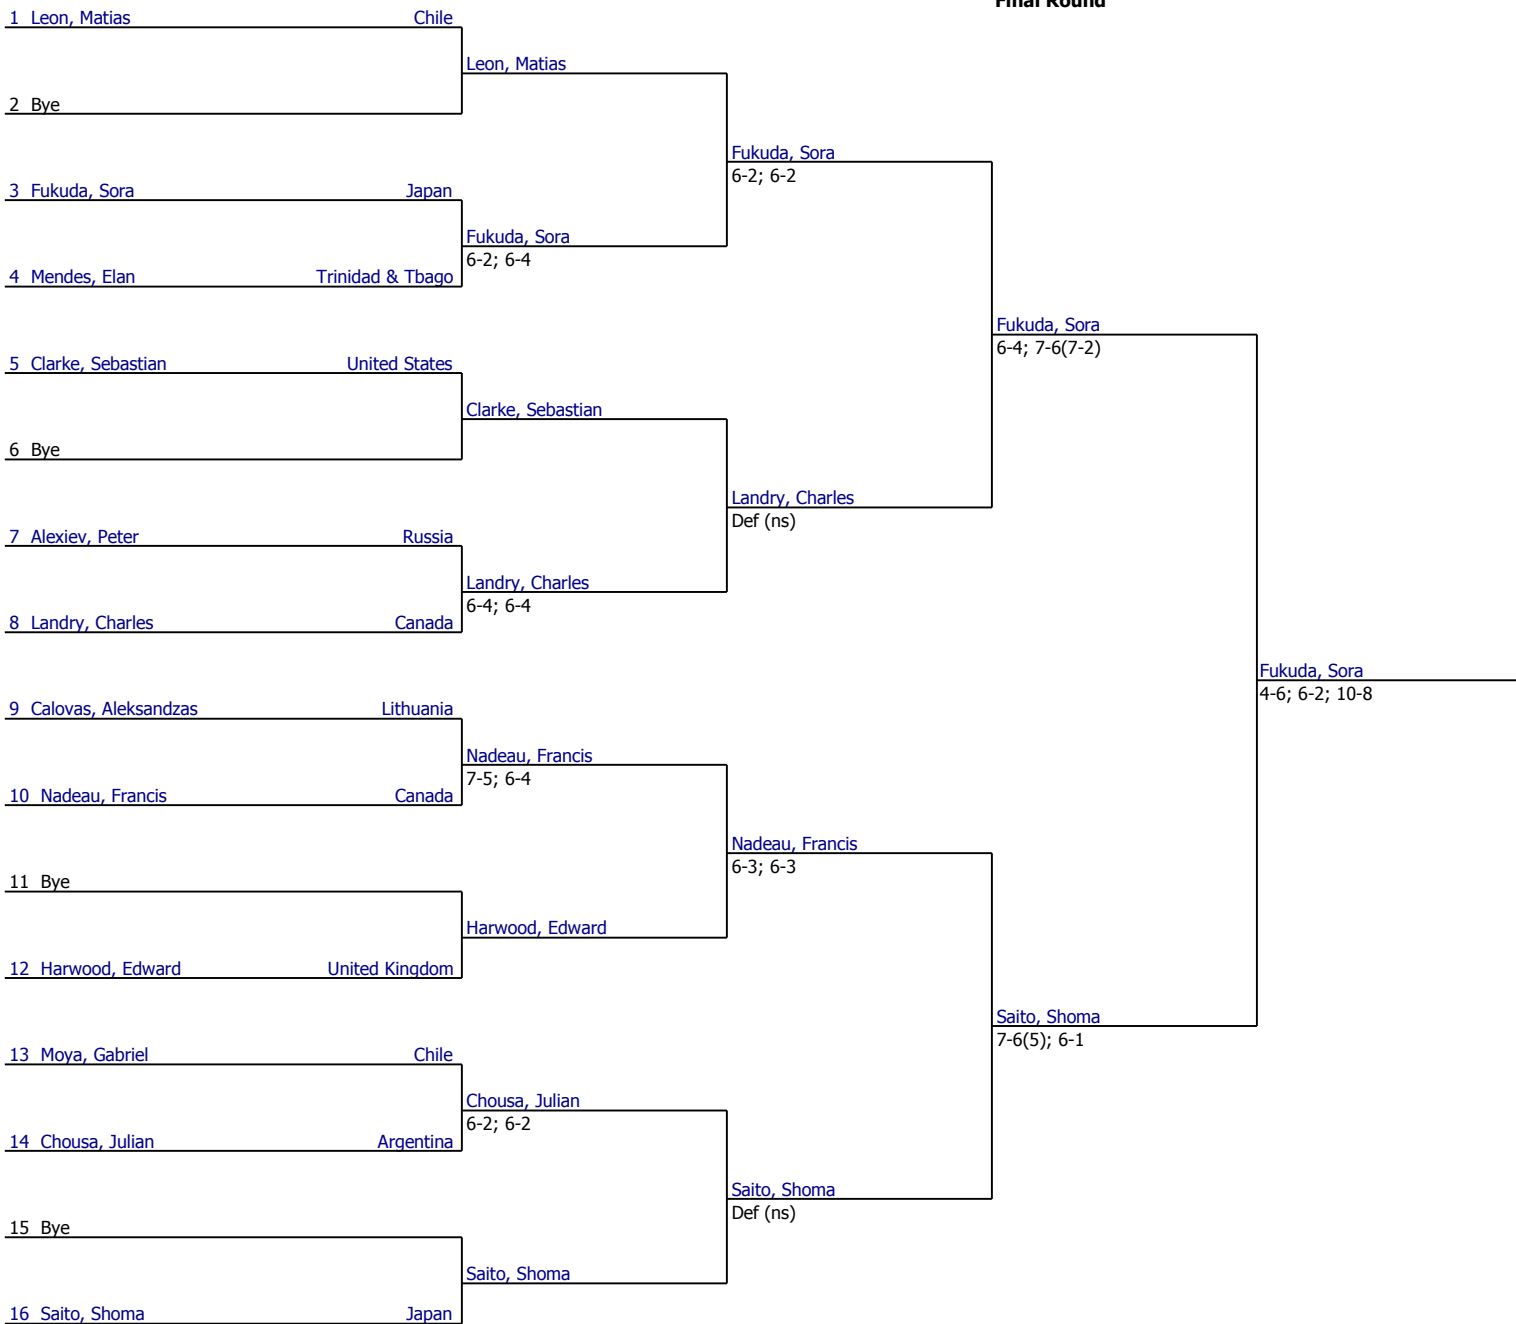 Final Round
1 Leon, Matias Chile
Leon, Matias
2 Bye
Fukuda, Sora
6-2; 6-2
3 Fukuda, Sora Japan
Fukuda, Sora
6-2; 6-4
4 Mendes, Elan Trinidad & Tbago
Fukuda, Sora
6-4; 7-6(7-2)
5 Clarke, Sebastian United States
Clarke, Sebastian
6 Bye
Landry, Charles
Def (ns)
7 Alexiev, Peter Russia
Landry, Charles
6-4; 6-4
8 Landry, Charles Canada
Fukuda, Sora
4-6; 6-2; 10-8
9 Calovas, Aleksandzas Lithuania
Nadeau, Francis
7-5; 6-4
10 Nadeau, Francis Canada
Nadeau, Francis
6-3; 6-3
11 Bye
Harwood, Edward
12 Harwood, Edward United Kingdom
Saito, Shoma
7-6(5); 6-1
13 Moya, Gabriel Chile
Chousa, Julian
6-2; 6-2
14 Chousa, Julian Argentina
Saito, Shoma
Def (ns)
15 Bye
Saito, Shoma
16 Saito, Shoma Japan